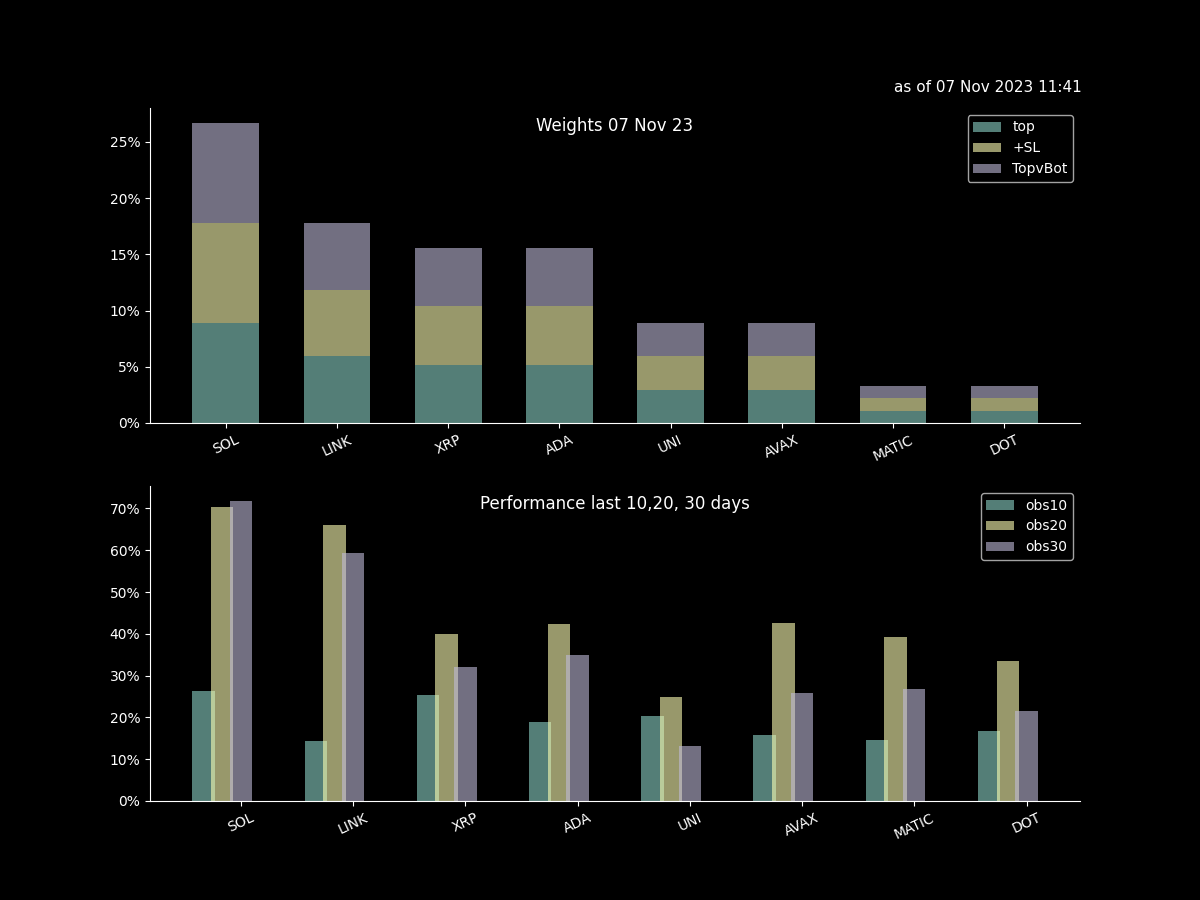 as of 07 Nov 2023 11:41
Weights 07 Nov 23
top
+SL
TopvBot
25%
20%
15%
10%
5%
0%
SOL
LINK
XRP
ADA
UNI
AVAX
MATIC
DOT
Performance last 10,20, 30 days
obs10
obs20
obs30
70%
60%
50%
40%
30%
20%
10%
0%
SOL
LINK
XRP
ADA
UNI
AVAX
MATIC
DOT